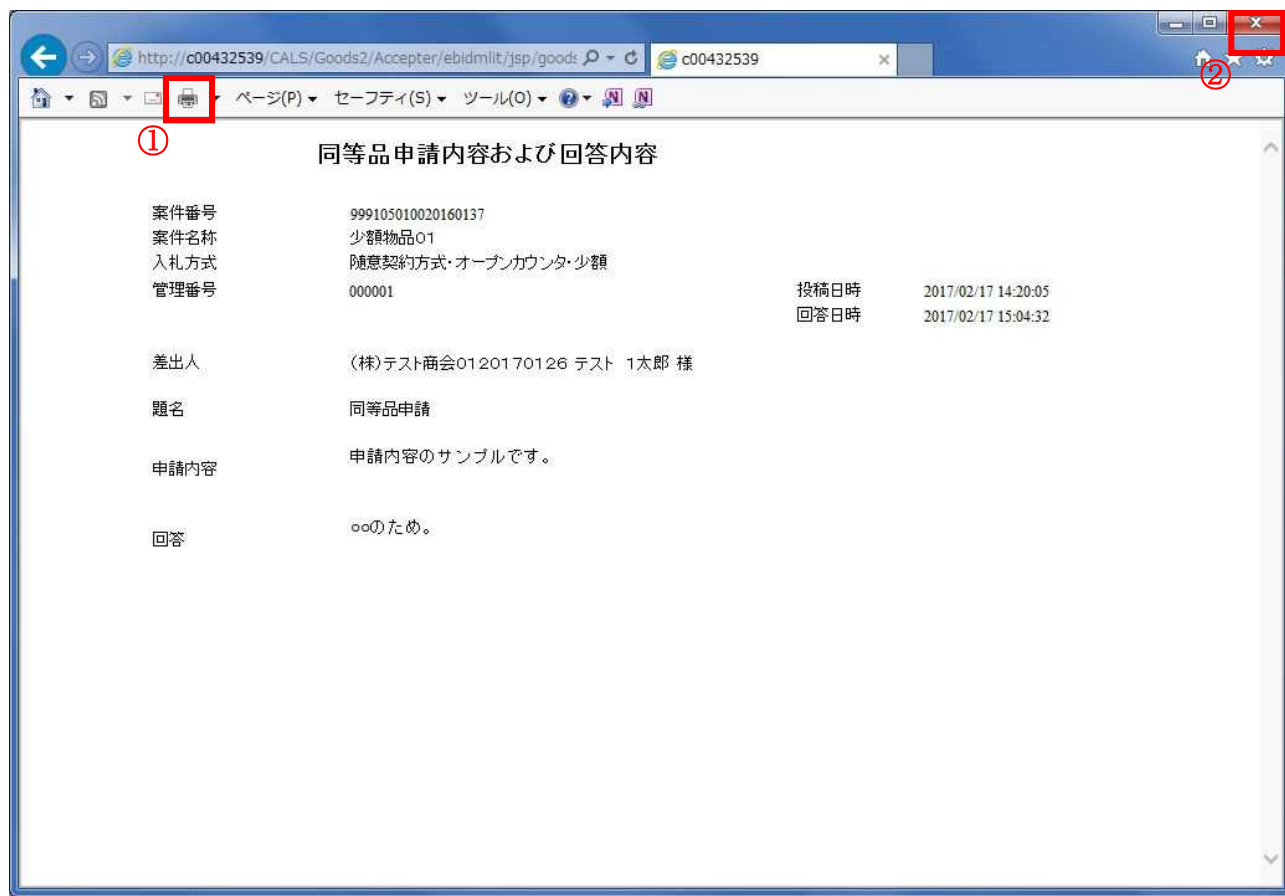 http://c00432539/CALS/Goods2/Accepter/ebidmlit/jsp/goods c00432539
②
ページ(P) セーフティ(S) ツール(O)
①
同等品申請内容および回答内容
案件番号 999105010020160137
案件名称 少額物品01
入札方式 随意契約方式・オープンカウンタ・少額
管理番号 000001 投稿日時 2017/02/17 14:20:05
回答日時 2017/02/17 15:04:32
差出人 (株)テスト商会0120170126 テスト 1太郎 様
題名 同等品申請
申請内容 申請内容のサンプルです。
回答 ○○のため。